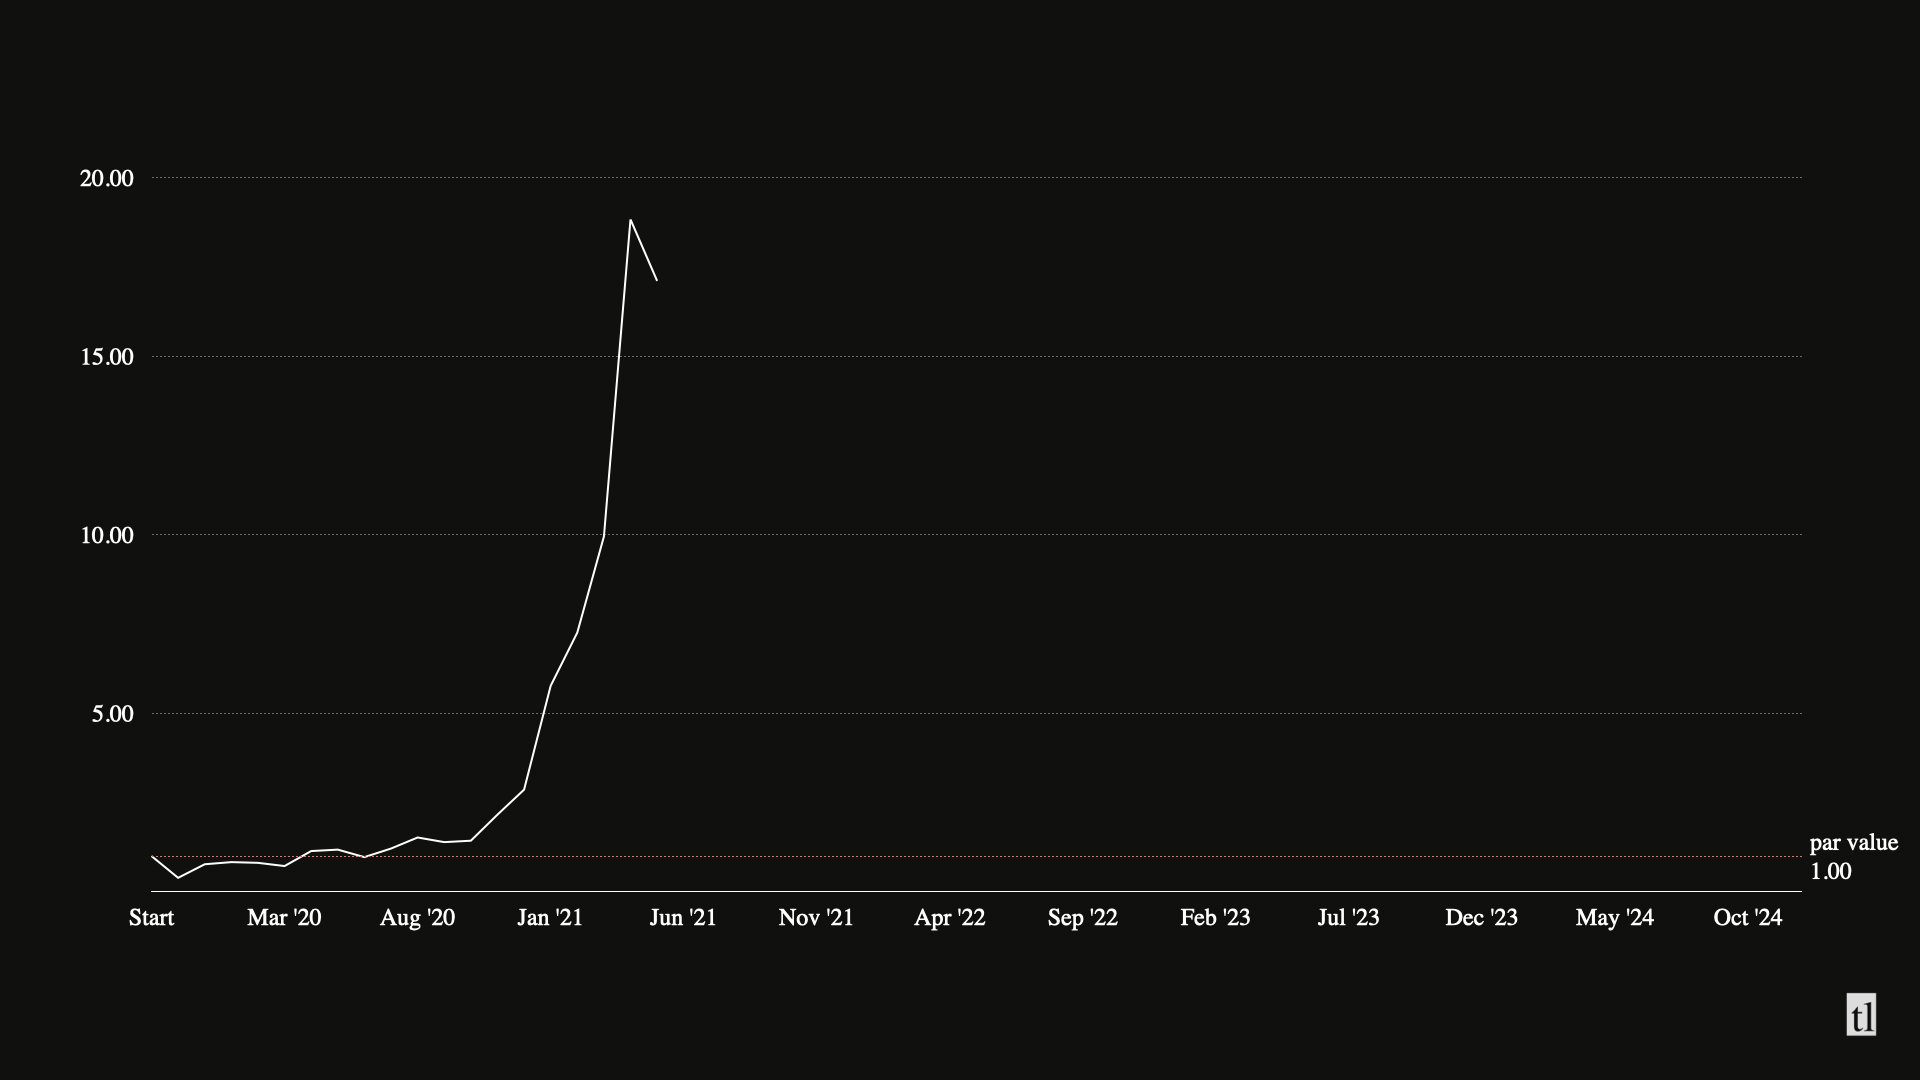 20.00
15.00
10.00
5.00
par value
1.00
Start
Mar '20
Aug '20
Jan '21
Jun '21
Nov '21
Apr '22
Sep '22
Feb '23
Jul '23
Dec '23
May '24
Oct '24
tl